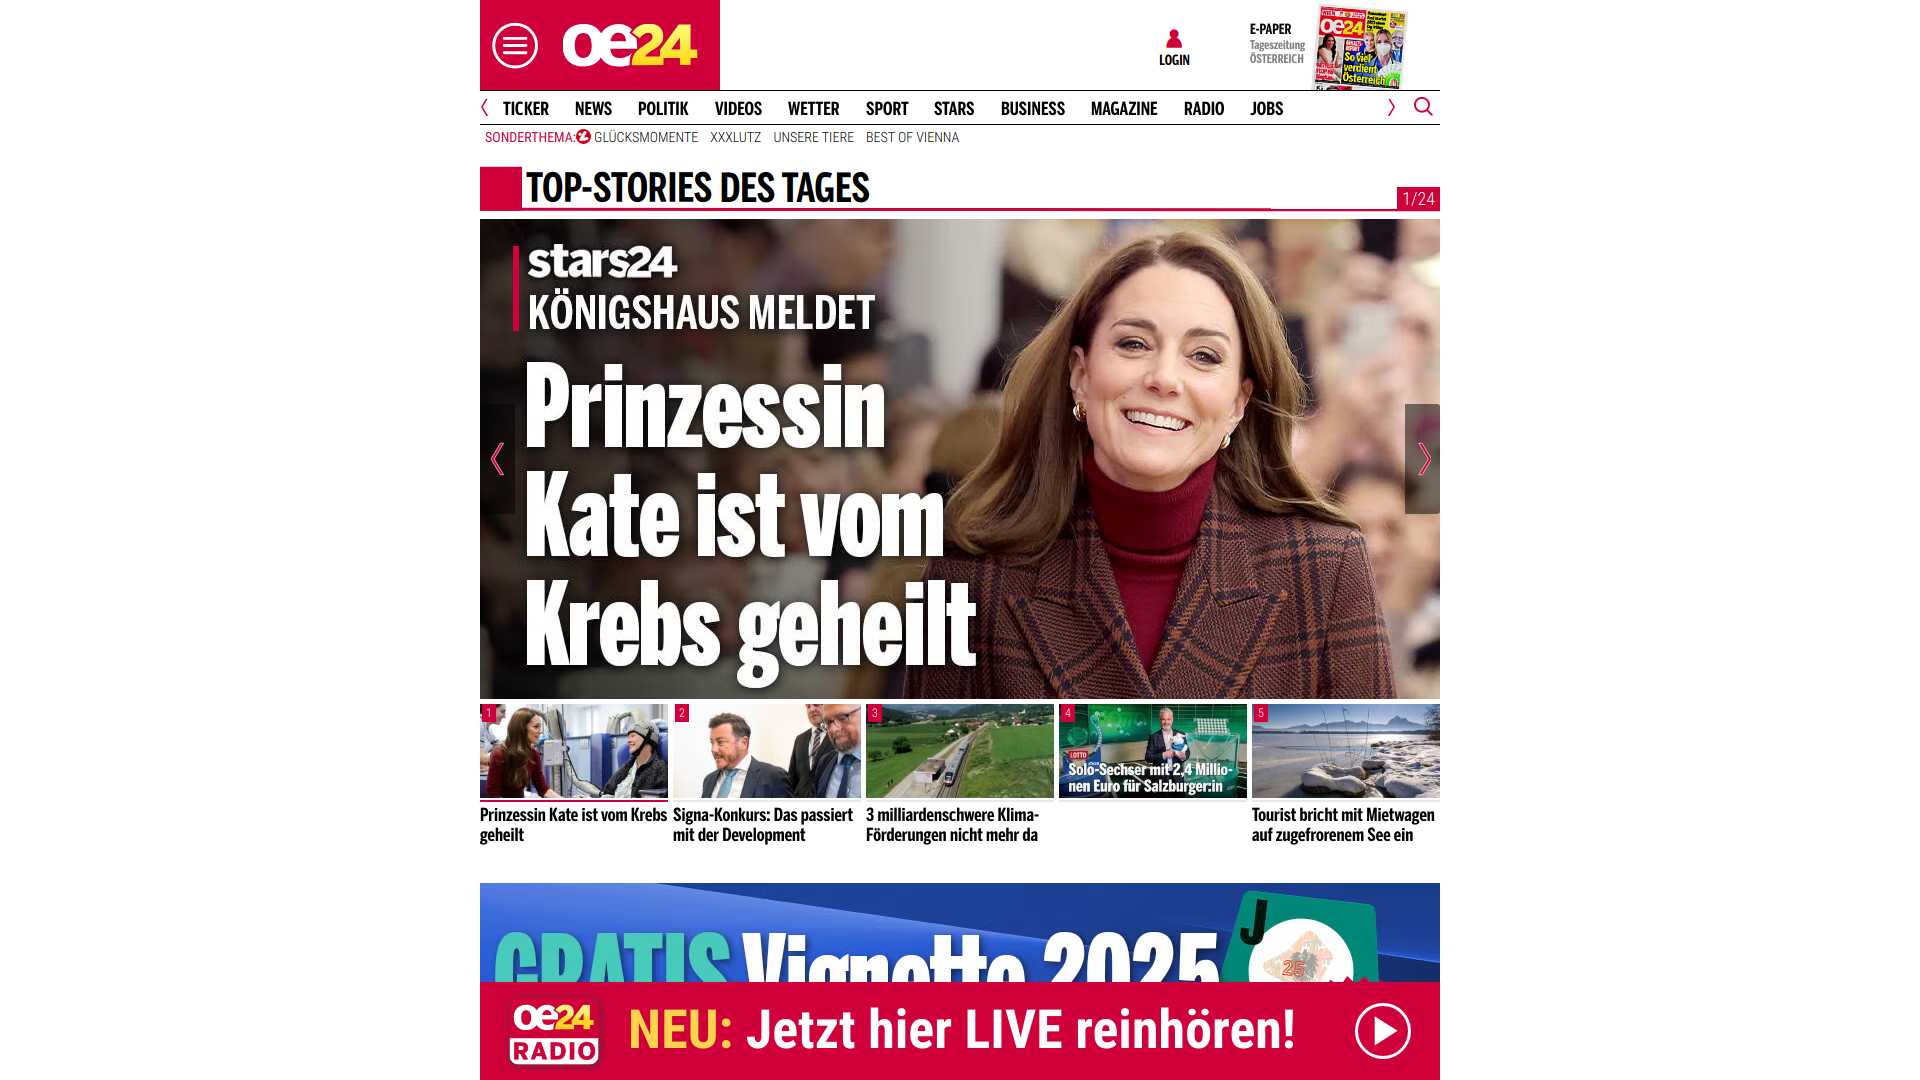 oe24
LOGIN
E-PAPER
Tageszeitung
ÖSTERREICH
oe24
So viel
verdient
Österreich
TICKER NEWS POLITIK VIDEOS WETTER SPORT STARS BUSINESS MAGAZINE RADIO JOBS
SONDERTHEMA: GLÜCKSMOMENTE XXXLUTZ UNSERE TIERE BEST OF VIENNA
TOP-STORIES DES TAGES
1/24
stars24
KÖNIGSHAUS MELDET
Prinzessin
Kate ist vom
Krebs geheilt
1
Prinzessin Kate ist vom Krebs
geheilt
2
Signa-Konkurs: Das passiert
mit der Development
3
3 milliardenschwere Klima-
Förderungen nicht mehr da
4
LOTTO
Solo-Sechser mit 2,4 Millio-
nen Euro für Salzburger:in
5
Tourist bricht mit Mietwagen
auf zugefrorenem See ein
GRATIS Vignette 2025
J
25
oe24
RADIO
NEU: Jetzt hier LIVE reinhören!